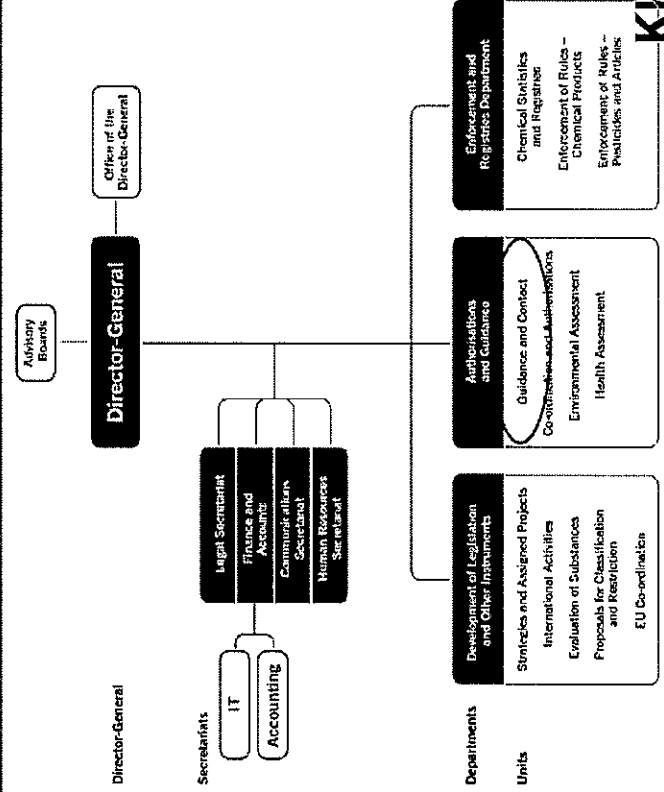 Advisory
Boards
Director-General
Office of the
Director-General
Director-General
Secretariats
Legal Secretariat
Finance and
Accounts
Communications
Secretariat
Human Resources
Secretariat
IT
Accounting
Departments
Development of Legislation
and Other Instruments
Authorisations
and Guidance
Enforcement and
Registries Department
Units
Strategies and Assigned Projects
International Activities
Evaluation of Substances
Proposals for Classification
and Restriction
EU Co-ordination
Guidance and Contact
Co-ordination and Authorisations
Environmental Assessment
Health Assessment
Chemical Statistics
and Registries
Enforcement of Rules –
Chemical Products
Enforcement of Rules –
Pesticides and Articles